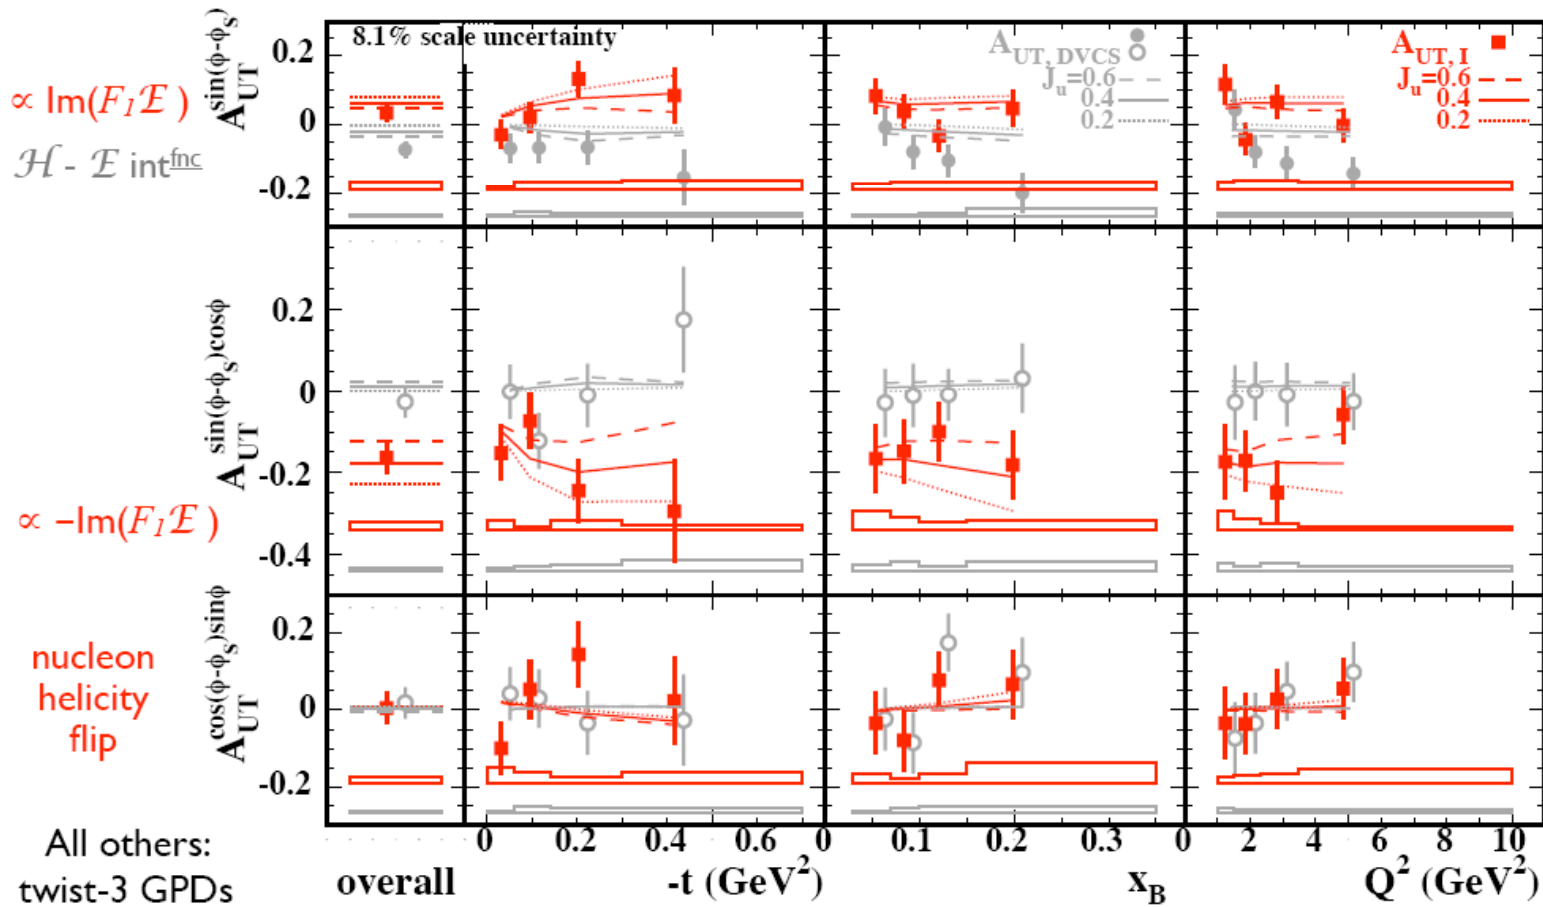 8.1% scale uncertainty
∝ Im(F₁ℰ)
ℋ - ℰ int^fnc
A_UT^sin(ϕ-ϕ_s)
0.2
0
-0.2
A_UT, DVCS
J_u=0.6
0.4
0.2
A_UT, I
J_u=0.6
0.4
0.2
A_UT^sin(ϕ-ϕ_s)cosϕ
0.2
0
-0.2
-0.4
∝ −Im(F₁ℰ)
nucleon
helicity
flip
A_UT^cos(ϕ-ϕ_s)sinϕ
0.2
0
-0.2
All others:
twist-3 GPDs
0 0.2 0.4 0.6
0 0.1 0.2 0.3
0 2 4 6 8 10
overall
-t (GeV²)
x_B
Q² (GeV²)